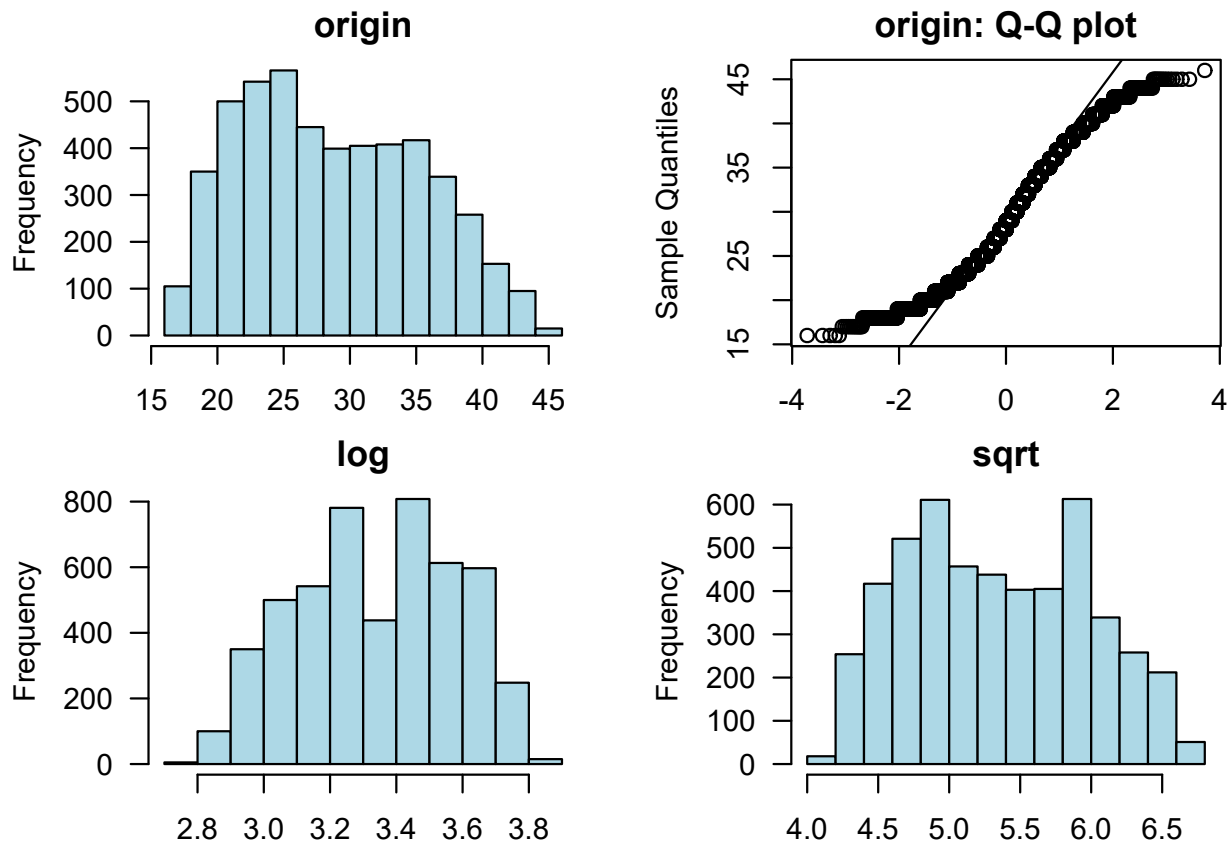 origin
Frequency
500
400
300
200
100
0
15 20 25 30 35 40 45
origin: Q-Q plot
Sample Quantiles
45
35
25
15
-4 -2 0 2 4
log
Frequency
800
600
400
200
0
2.8 3.0 3.2 3.4 3.6 3.8
sqrt
Frequency
600
500
400
300
200
100
0
4.0 4.5 5.0 5.5 6.0 6.5